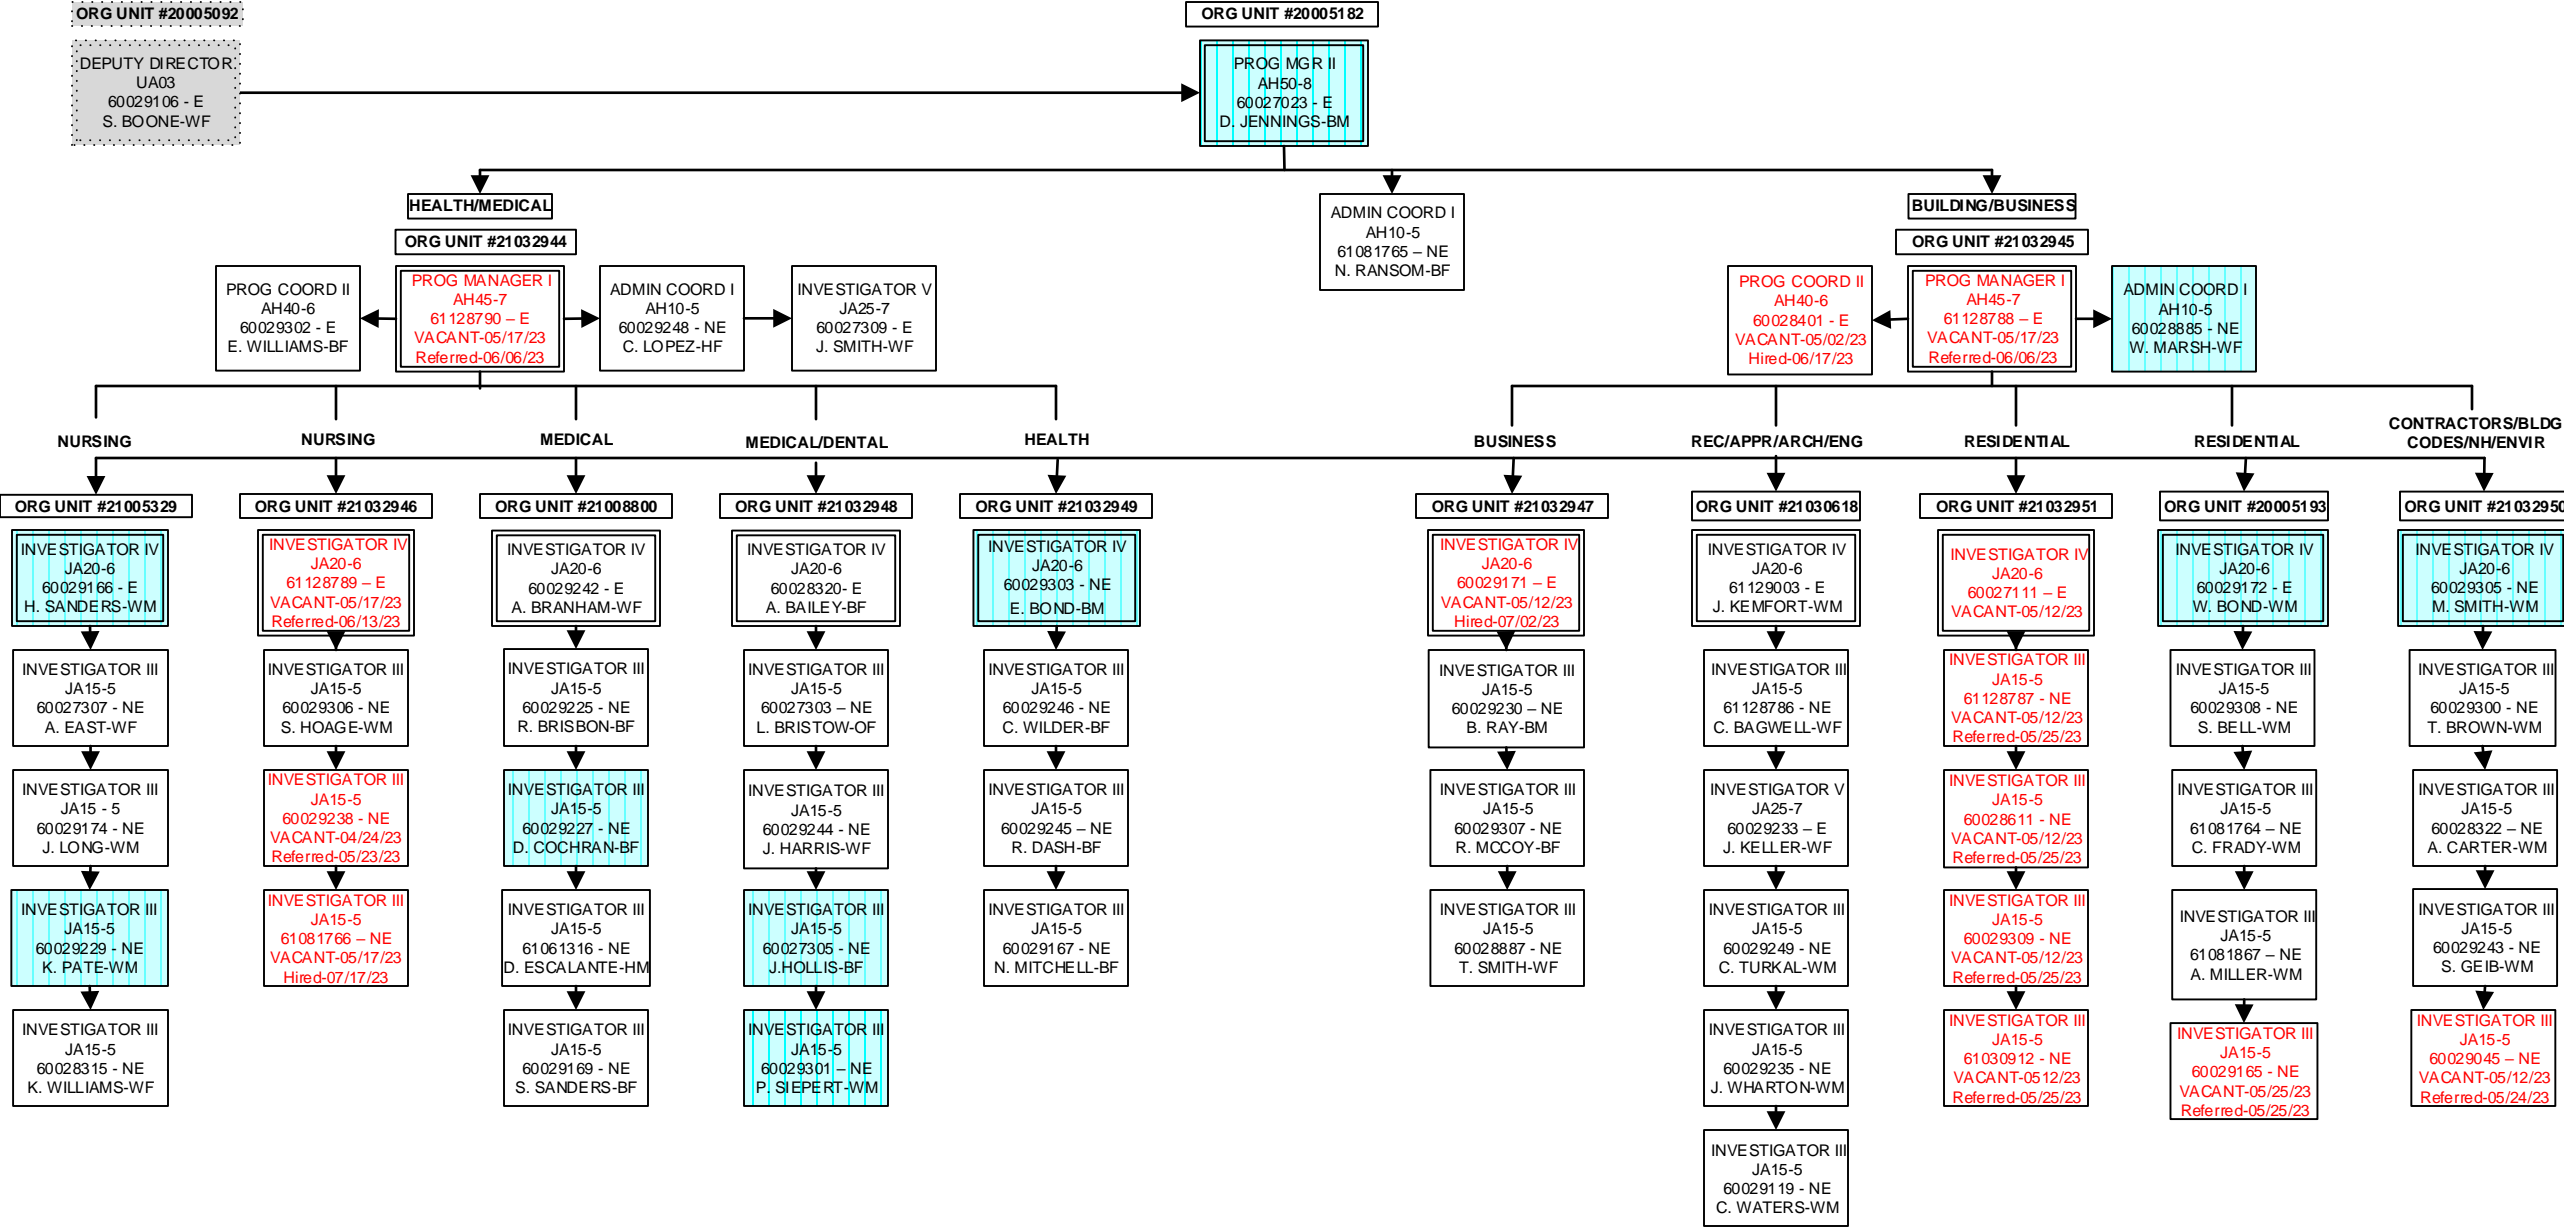 ORG UNIT #20005092
DEPUTY DIRECTOR
UA03
60029106 - E
S. BOONE-WF
ORG UNIT #20005182
PROG MGR II
AH50-8
60027023 - E
D. JENNINGS-BM
HEALTH/MEDICAL
ORG UNIT #21032944
PROG COORD II
AH40-6
60029302 - E
E. WILLIAMS-BF
PROG MANAGER I
AH45-7
61128790 – E
VACANT-05/17/23
Referred-06/06/23
ADMIN COORD I
AH10-5
60029248 - NE
C. LOPEZ-HF
INVESTIGATOR V
JA25-7
60027309 - E
J. SMITH-WF
ADMIN COORD I
AH10-5
61081765 – NE
N. RANSOM-BF
BUILDING/BUSINESS
ORG UNIT #21032945
PROG COORD II
AH40-6
60028401 - E
VACANT-05/02/23
Hired-06/17/23
PROG MANAGER I
AH45-7
61128788 – E
VACANT-05/17/23
Referred-06/06/23
ADMIN COORD I
AH10-5
60028885 - NE
W. MARSH-WF
NURSING
ORG UNIT #21005329
INVESTIGATOR IV
JA20-6
60029166 - E
H. SANDERS-WM
INVESTIGATOR III
JA15-5
60027307 - NE
A. EAST-WF
INVESTIGATOR III
JA15 - 5
60029174 - NE
J. LONG-WM
INVESTIGATOR III
JA15-5
60029229 - NE
K. PATE-WM
INVESTIGATOR III
JA15-5
60028315 - NE
K. WILLIAMS-WF
NURSING
ORG UNIT #21032946
INVESTIGATOR IV
JA20-6
61128789 – E
VACANT-05/17/23
Referred-06/13/23
INVESTIGATOR III
JA15-5
60029306 - NE
S. HOAGE-WM
INVESTIGATOR III
JA15-5
60029238 - NE
VACANT-04/24/23
Referred-05/23/23
INVESTIGATOR III
JA15-5
61081766 – NE
VACANT-05/17/23
Hired-07/17/23
MEDICAL
ORG UNIT #21008800
INVESTIGATOR IV
JA20-6
60029242 - E
A. BRANHAM-WF
INVESTIGATOR III
JA15-5
60029225 - NE
R. BRISBON-BF
INVESTIGATOR III
JA15-5
60029227 - NE
D. COCHRAN-BF
INVESTIGATOR III
JA15-5
61061316 - NE
D. ESCALANTE-HM
INVESTIGATOR III
JA15-5
60029169 - NE
S. SANDERS-BF
MEDICAL/DENTAL
ORG UNIT #21032948
INVESTIGATOR IV
JA20-6
60028320- E
A. BAILEY-BF
INVESTIGATOR III
JA15-5
60027303 – NE
L. BRISTOW-OF
INVESTIGATOR III
JA15-5
60029244 - NE
J. HARRIS-WF
INVESTIGATOR III
JA15-5
60027305 - NE
J.HOLLIS-BF
INVESTIGATOR III
JA15-5
60029301 – NE
P. SIEPERT-WM
HEALTH
ORG UNIT #21032949
INVESTIGATOR IV
JA20-6
60029303 - NE
E. BOND-BM
INVESTIGATOR III
JA15-5
60029246 - NE
C. WILDER-BF
INVESTIGATOR III
JA15-5
60029245 – NE
R. DASH-BF
INVESTIGATOR III
JA15-5
60029167 - NE
N. MITCHELL-BF
BUSINESS
ORG UNIT #21032947
INVESTIGATOR IV
JA20-6
60029171 – E
VACANT-05/12/23
Hired-07/02/23
INVESTIGATOR III
JA15-5
60029230 – NE
B. RAY-BM
INVESTIGATOR III
JA15-5
60029307 - NE
R. MCCOY-BF
INVESTIGATOR III
JA15-5
60028887 - NE
T. SMITH-WF
REC/APPR/ARCH/ENG
ORG UNIT #21030618
INVESTIGATOR IV
JA20-6
61129003 - E
J. KEMFORT-WM
INVESTIGATOR III
JA15-5
61128786 - NE
C. BAGWELL-WF
INVESTIGATOR V
JA25-7
60029233 – E
J. KELLER-WF
INVESTIGATOR III
JA15-5
60029249 - NE
C. TURKAL-WM
INVESTIGATOR III
JA15-5
60029235 - NE
J. WHARTON-WM
INVESTIGATOR III
JA15-5
60029119 - NE
C. WATERS-WM
RESIDENTIAL
ORG UNIT #21032951
INVESTIGATOR IV
JA20-6
60027111 – E
VACANT-05/12/23
INVESTIGATOR III
JA15-5
61128787 - NE
VACANT-05/12/23
Referred-05/25/23
INVESTIGATOR III
JA15-5
60028611 - NE
VACANT-05/12/23
Referred-05/25/23
INVESTIGATOR III
JA15-5
60029309 - NE
VACANT-05/12/23
Referred-05/25/23
INVESTIGATOR III
JA15-5
61030912 - NE
VACANT-0512/23
Referred-05/25/23
RESIDENTIAL
ORG UNIT #20005193
INVESTIGATOR IV
JA20-6
60029172 - E
W. BOND-WM
INVESTIGATOR III
JA15-5
60029308 - NE
S. BELL-WM
INVESTIGATOR III
JA15-5
61081764 – NE
C. FRADY-WM
INVESTIGATOR III
JA15-5
61081867 – NE
A. MILLER-WM
INVESTIGATOR III
JA15-5
60029165 - NE
VACANT-05/25/23
Referred-05/25/23
CONTRACTORS/BLDG
CODES/NH/ENVIR
ORG UNIT #21032950
INVESTIGATOR IV
JA20-6
60029305 - NE
M. SMITH-WM
INVESTIGATOR III
JA15-5
60029300 - NE
T. BROWN-WM
INVESTIGATOR III
JA15-5
60028322 – NE
A. CARTER-WM
INVESTIGATOR III
JA15-5
60029243 - NE
S. GEIB-WM
INVESTIGATOR III
JA15-5
60029045 – NE
VACANT-05/12/23
Referred-05/24/23